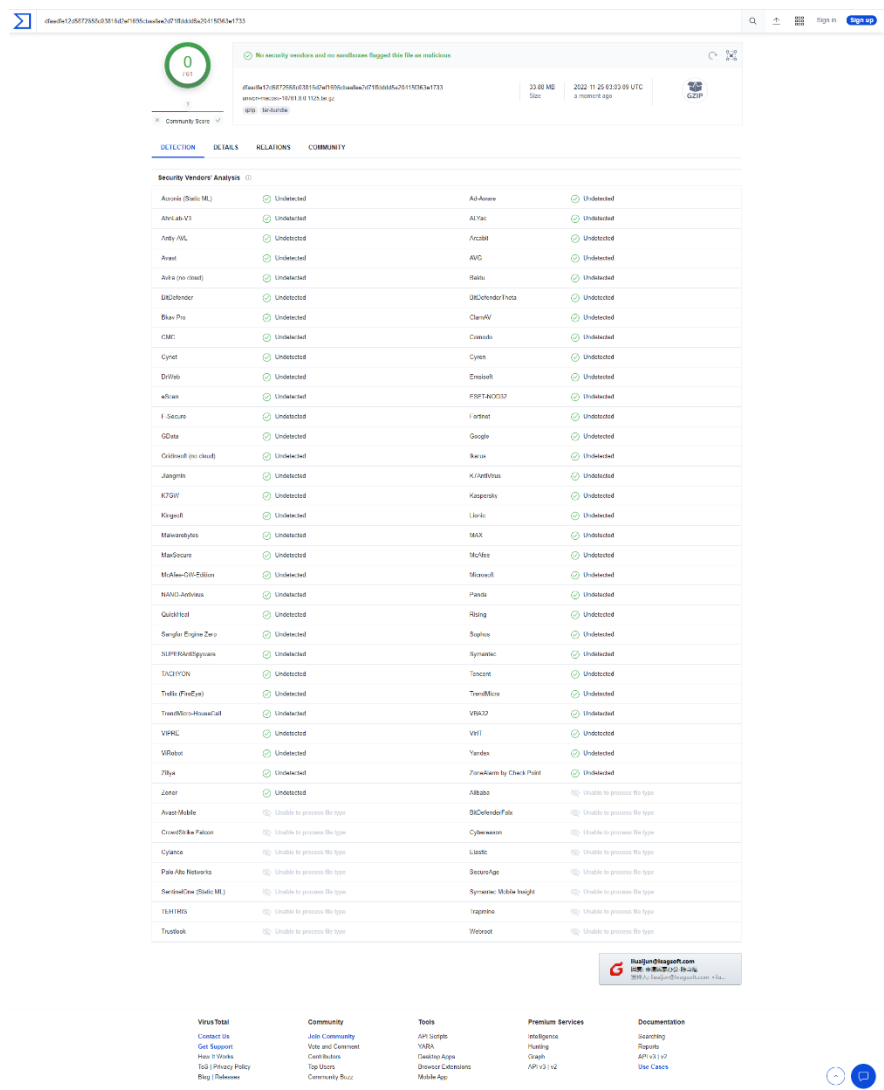 Sign in
Sign up
0
/ 61
?
Community Score
No security vendors and no sandboxes flagged this file as malicious
33.88 MB
Size
2022-11-25 03:03:09 UTC
a moment ago
GZIP
gzip tar-bundle
DETECTION DETAILS RELATIONS COMMUNITY
Security Vendors' Analysis
Acronis (Static ML) Undetected Ad-Aware Undetected
AhnLab-V3 Undetected ALYac Undetected
Antiy-AVL Undetected Arcabit Undetected
Avast Undetected AVG Undetected
Avira (no cloud) Undetected Baidu Undetected
BitDefender Undetected BitDefenderTheta Undetected
Bkav Pro Undetected ClamAV Undetected
CMC Undetected Comodo Undetected
Cynet Undetected Cyren Undetected
DrWeb Undetected Emsisoft Undetected
eScan Undetected ESET-NOD32 Undetected
F-Secure Undetected Fortinet Undetected
GData Undetected Google Undetected
Gridinsoft (no cloud) Undetected Ikarus Undetected
Jiangmin Undetected K7AntiVirus Undetected
K7GW Undetected Kaspersky Undetected
Kingsoft Undetected Lionic Undetected
Malwarebytes Undetected MAX Undetected
MaxSecure Undetected McAfee Undetected
McAfee-GW-Edition Undetected Microsoft Undetected
NANO-Antivirus Undetected Panda Undetected
QuickHeal Undetected Rising Undetected
Sangfor Engine Zero Undetected Sophos Undetected
SUPERAntiSpyware Undetected Symantec Undetected
TACHYON Undetected Tencent Undetected
Trellix (FireEye) Undetected TrendMicro Undetected
TrendMicro-HouseCall Undetected VBA32 Undetected
VIPRE Undetected VirIT Undetected
ViRobot Undetected Yandex Undetected
Zillya Undetected ZoneAlarm by Check Point Undetected
Zoner Undetected Alibaba Unable to process file type
Avast-Mobile Unable to process file type BitDefenderFalx Unable to process file type
CrowdStrike Falcon Unable to process file type Cybereason Unable to process file type
Cylance Unable to process file type Elastic Unable to process file type
Palo Alto Networks Unable to process file type SecureAge Unable to process file type
SentinelOne (Static ML) Unable to process file type Symantec Mobile Insight Unable to process file type
TEHTRIS Unable to process file type Trapmine Unable to process file type
Trustlook Unable to process file type Webroot Unable to process file type
liuaijun@leagsoft.com
VirusTotal Community Tools Premium Services Documentation
Contact Us Join Community API Scripts Intelligence Searching
Get Support Vote and Comment YARA Hunting Reports
How It Works Contributors Desktop Apps Graph API v3 | v2
ToS | Privacy Policy Top Users Browser Extensions API v3 | v2 Use Cases
Blog | Releases Community Buzz Mobile App